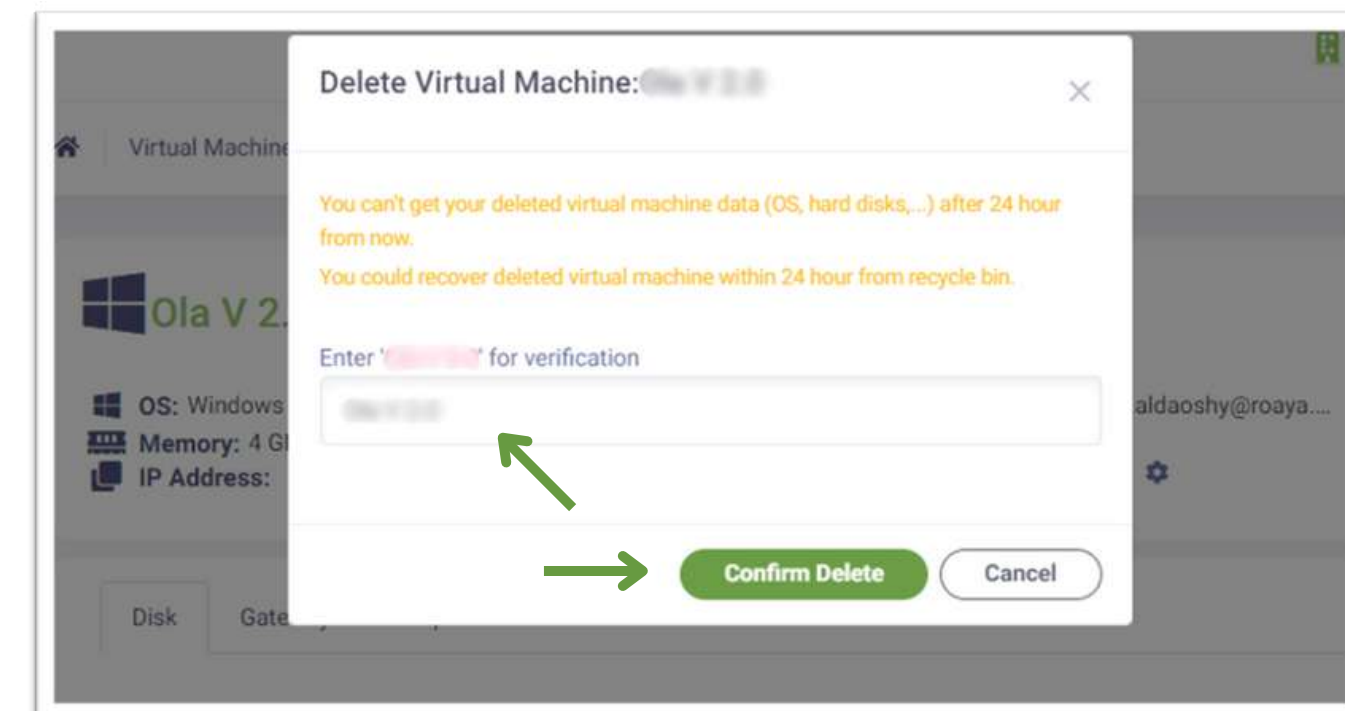 Delete Virtual Machine:
Virtual Machine
You can't get your deleted virtual machine data (OS, hard disks,...) after 24 hour
from now.
You could recover deleted virtual machine within 24 hour from recycle bin.
Ola V 2.
Enter '' for verification
OS: Windows
aldaoshy@roaya....
Memory: 4 G
IP Address:
Confirm Delete
Cancel
Disk
Gate